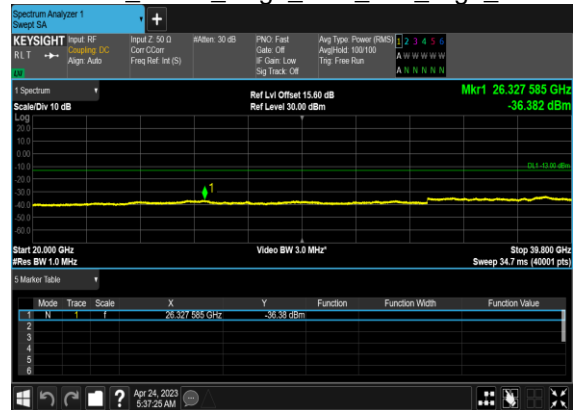 Spectrum Analyzer 1
Swept SA
KEYSIGHT
RLT
Input: RF
Coupling: DC
Align: Auto
Input Z: 50 Ω
Corr CCorr
Freq Ref: Int (S)
#Atten: 30 dB
PNO: Fast
Gate: Off
IF Gain: Low
Sig Track: Off
Avg Type: Power (RMS)
Avg|Hold: 100/100
Trig: Free Run
1 2 3 4 5 6
A W W W W W
A N N N N N
LW
1 Spectrum
Scale/Div 10 dB
Ref Lvl Offset 15.60 dB
Ref Level 30.00 dBm
Mkr1 26.327 585 GHz
-36.382 dBm
Log
20.0
10.0
0.00
-10.0
DL1 -13.00 dBm
-20.0
1
-30.0
-40.0
-50.0
-60.0
Start 20.000 GHz
#Res BW 1.0 MHz
Video BW 3.0 MHz*
Stop 39.800 GHz
Sweep 34.7 ms (40001 pts)
5 Marker Table
Mode Trace Scale X Y Function Function Width Function Value
1 N 1 f 26.327 585 GHz -36.38 dBm
2
3
4
5
6
Apr 24, 2023
5:37:25 AM